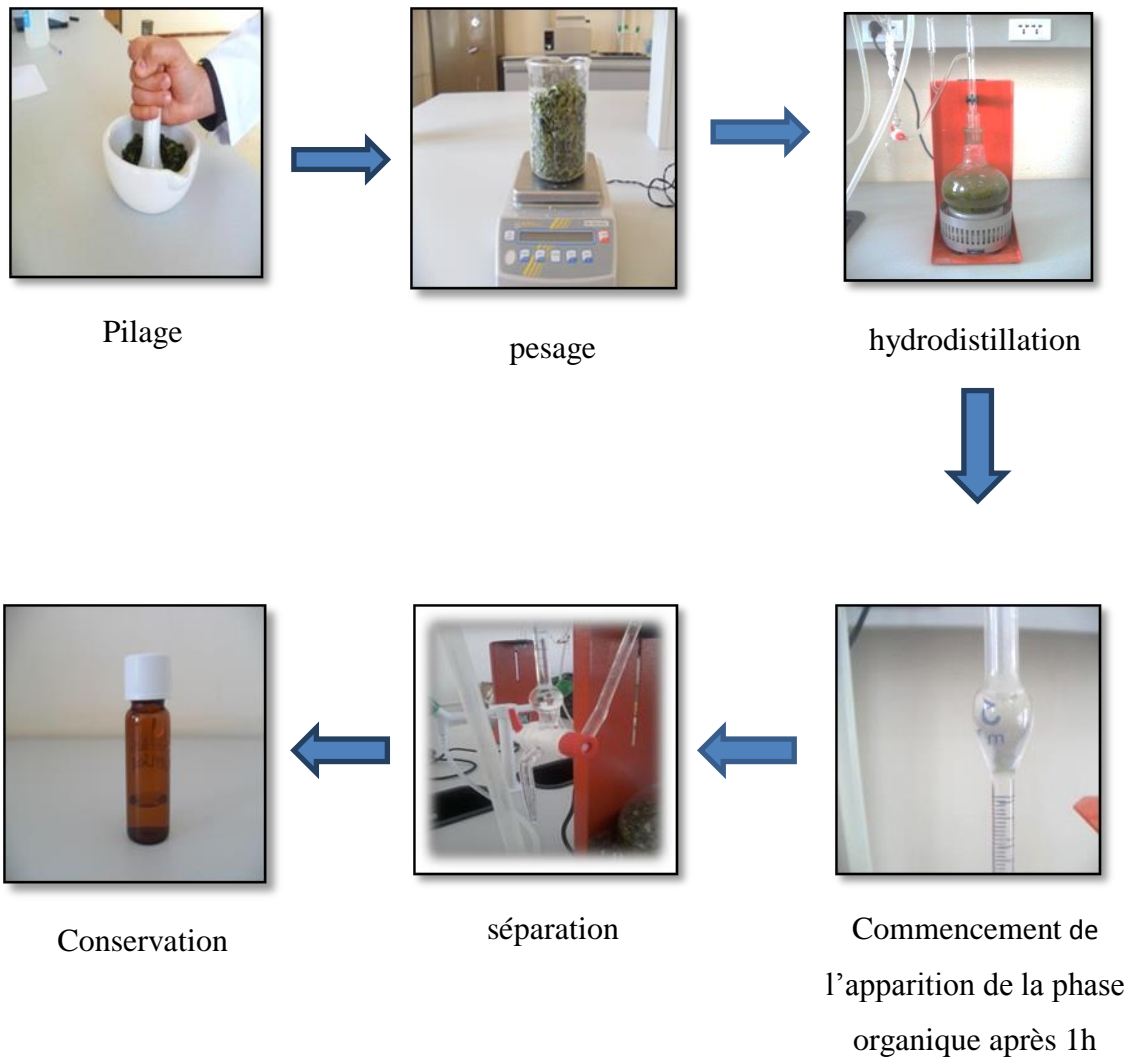 Pilage
pesage
hydrodistillation
Commencement de
l'apparition de la phase
organique après 1h
séparation
Conservation